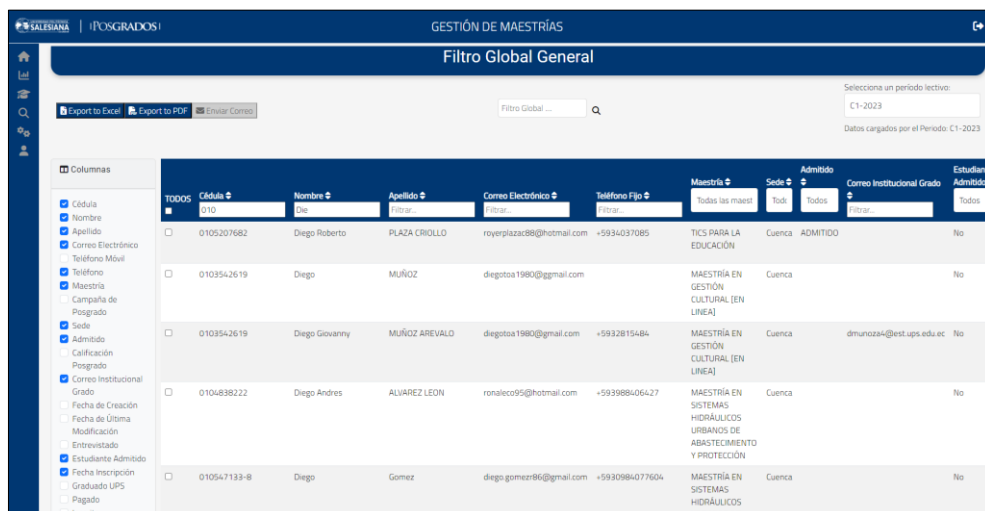 SALESIANA | |POSGRADOS|
GESTIÓN DE MAESTRÍAS
Filtro Global General
Export to Excel Export to PDF Enviar Correo
Filtro Global ...
Selecciona un periodo lectivo:
C1-2023
Datos cargados por el Periodo: C1-2023
Columnas
Cédula
Nombre
Apellido
Correo Electrónico
Teléfono Móvil
Teléfono
Maestría
Campaña de
Posgrado
Sede
Admitido
Calificación
Posgrado
Correo Institucional
Grado
Fecha de Creación
Fecha de Última
Modificación
Entrevistado
Estudiante Admitido
Fecha Inscripción
Graduado UPS
Pagado
TODOS Cédula Nombre Apellido Correo Electrónico Teléfono Fijo Maestría Sede Admitido Correo Institucional Grado Estudian
Admitido
010 Die Filtrar... Filtrar... Filtrar... Todas las maest Tod Todos Filtrar... Todos
0105207682 Diego Roberto PLAZA CRIOLLO royerplazac88@hotmail.com +5934037085 TICS PARA LA Cuenca ADMITIDO No
EDUCACIÓN
0103542619 Diego MUÑOZ diegotoa1980@ggmail.com MAESTRÍA EN Cuenca No
GESTIÓN
CULTURAL [EN
LINEA]
0103542619 Diego Giovanny MUÑOZ AREVALO diegotoa1980@gmail.com +5932815484 MAESTRÍA EN Cuenca dmunoza4@est.ups.edu.ec No
GESTIÓN
CULTURAL [EN
LINEA]
0104838222 Diego Andres ALVAREZ LEON ronaleco95@hotmail.com +593988406427 MAESTRÍA EN Cuenca No
SISTEMAS
HIDRÁULICOS
URBANOS DE
ABASTECIMIENTO
Y PROTECCIÓN
010547133-8 Diego Gomez diego.gomezr86@gmail.com +5930984077604 MAESTRÍA EN Cuenca No
SISTEMAS
HIDRÁULICOS